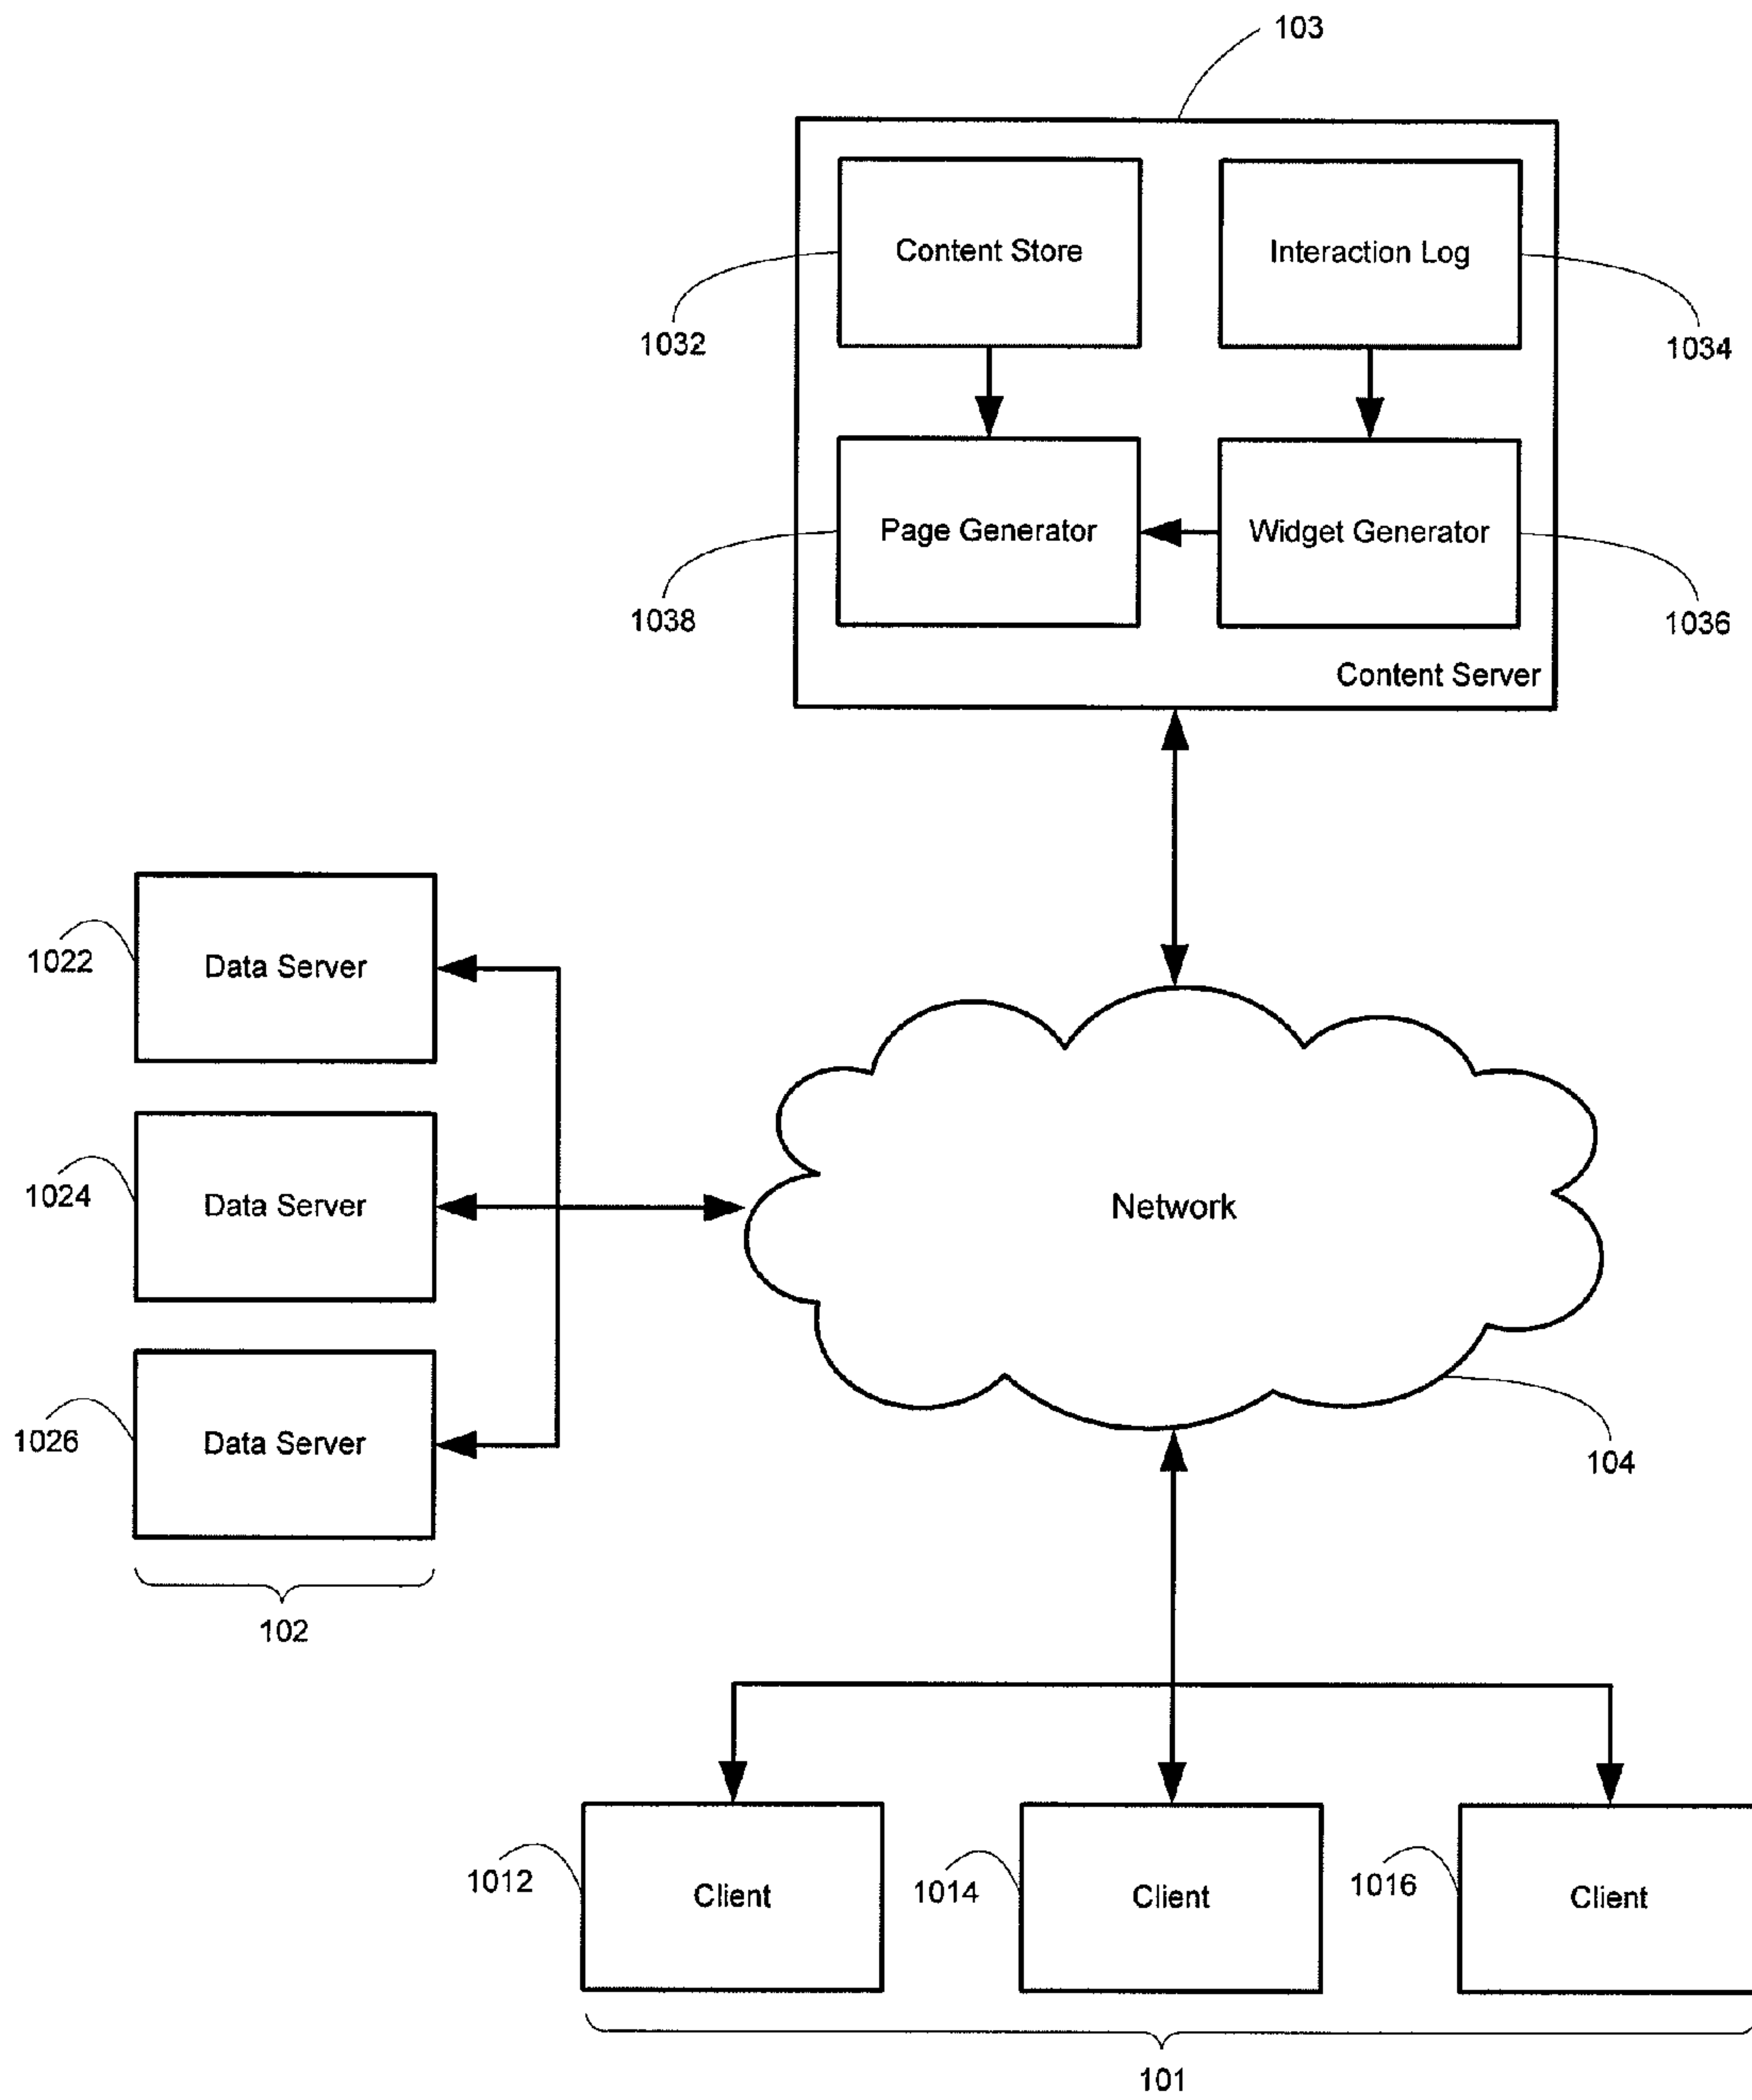 103
Content Store
Interaction Log
1032
1034
Page Generator
Widget Generator
1038
1036
Content Server
1022
Data Server
1024
Data Server
Network
1026
Data Server
104
102
1012
Client
1014
Client
1016
Client
101